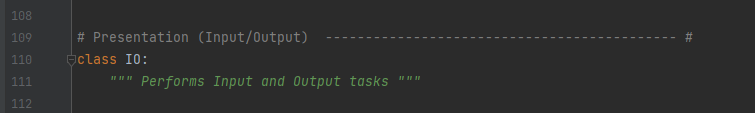 108
109 # Presentation (Input/Output)  -------------------------------------------- #
110 class IO:
111     """ Performs Input and Output tasks """
112